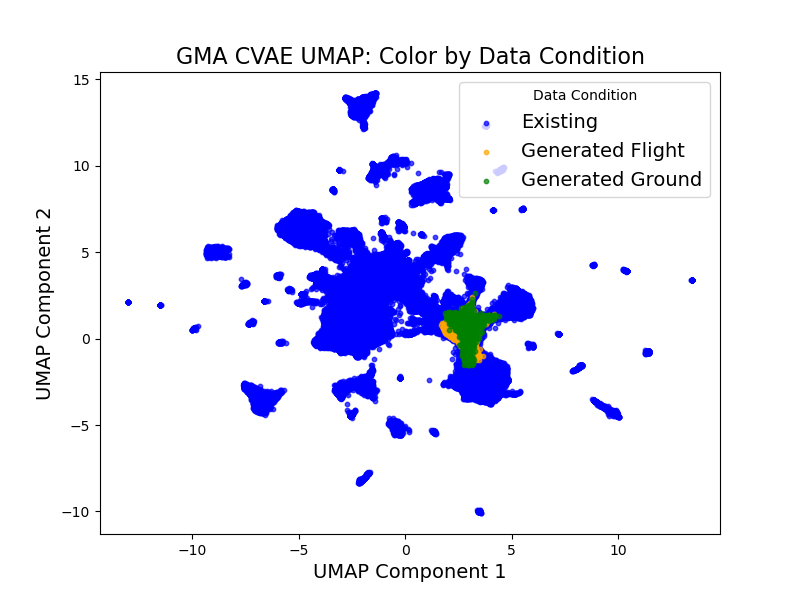 GMA CVAE UMAP: Color by Data Condition
Data Condition
Existing
Generated Flight
Generated Ground
15
10
5
0
−5
−10
UMAP Component 2
−10
−5
0
5
10
UMAP Component 1